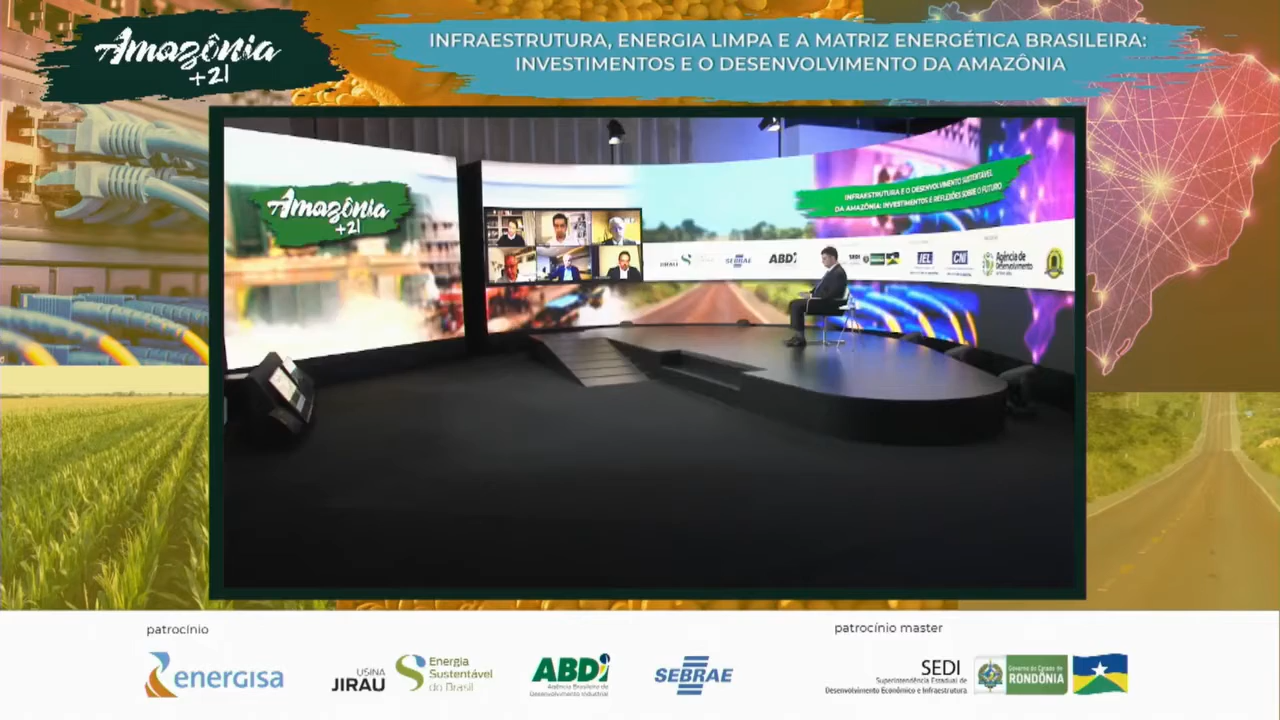 Amazônia
+21
INFRAESTRUTURA, ENERGIA LIMPA E A MATRIZ ENERGÉTICA BRASILEIRA:
INVESTIMENTOS E O DESENVOLVIMENTO DA AMAZÔNIA
Amazônia
+21
INFRAESTRUTURA E O DESENVOLVIMENTO SUSTENTÁVEL
DA AMAZÔNIA: INVESTIMENTOS E REFLEXÕES SOBRE O FUTURO
JIRAU
SEBRAE
ABDI
SEDI
IEL
CNI
Agência de
Desenvolvimento
patrocínio
patrocínio master
energisa
USINA
JIRAU
Energia
Sustentável
do Brasil
ABDI
Agência Brasileira de
Desenvolvimento Industrial
SEBRAE
SEDI
Superintendência Estadual de
Desenvolvimento Econômico e Infraestrutura
Governo do Estado de
RONDÔNIA